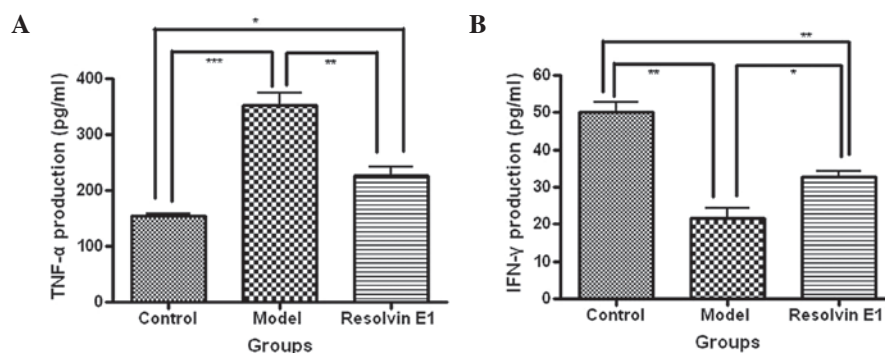 A
*
***
**
TNF-α production (pg/ml)
400
300
200
100
0
Control
Model
Resolvin E1
Groups
B
**
**
*
IFN-γ production (pg/ml)
60
50
40
30
20
10
0
Control
Model
Resolvin E1
Groups